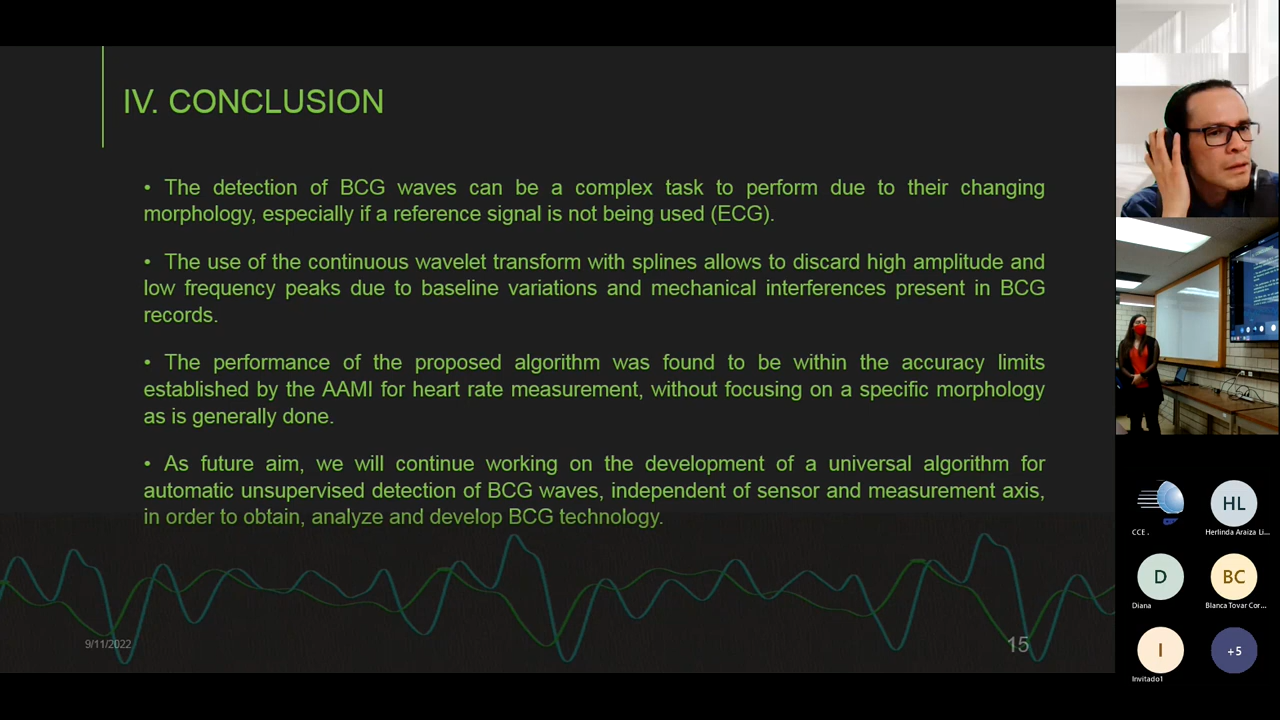 IV. CONCLUSION
• The detection of BCG waves can be a complex task to perform due to their changing
morphology, especially if a reference signal is not being used (ECG).
• The use of the continuous wavelet transform with splines allows to discard high amplitude and
low frequency peaks due to baseline variations and mechanical interferences present in BCG
records.
• The performance of the proposed algorithm was found to be within the accuracy limits
established by the AAMI for heart rate measurement, without focusing on a specific morphology
as is generally done.
• As future aim, we will continue working on the development of a universal algorithm for
automatic unsupervised detection of BCG waves, independent of sensor and measurement axis,
in order to obtain, analyze and develop BCG technology.
9/11/2022
15
HL
CCE .
Herlinda Araiza Li...
D
BC
Diana
Blanca Tovar Cor...
I
+5
Invitado1